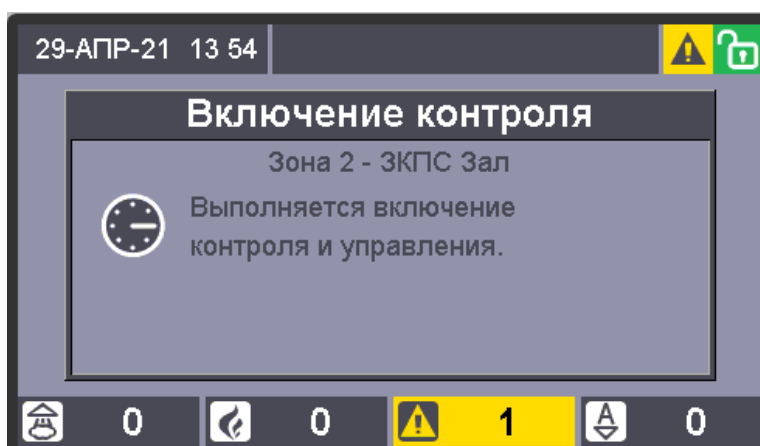 29-АПР-21 13 54
Включение контроля
Зона 2 - ЗКПС Зал
Выполняется включение
контроля и управления.
0 0 1 A 0